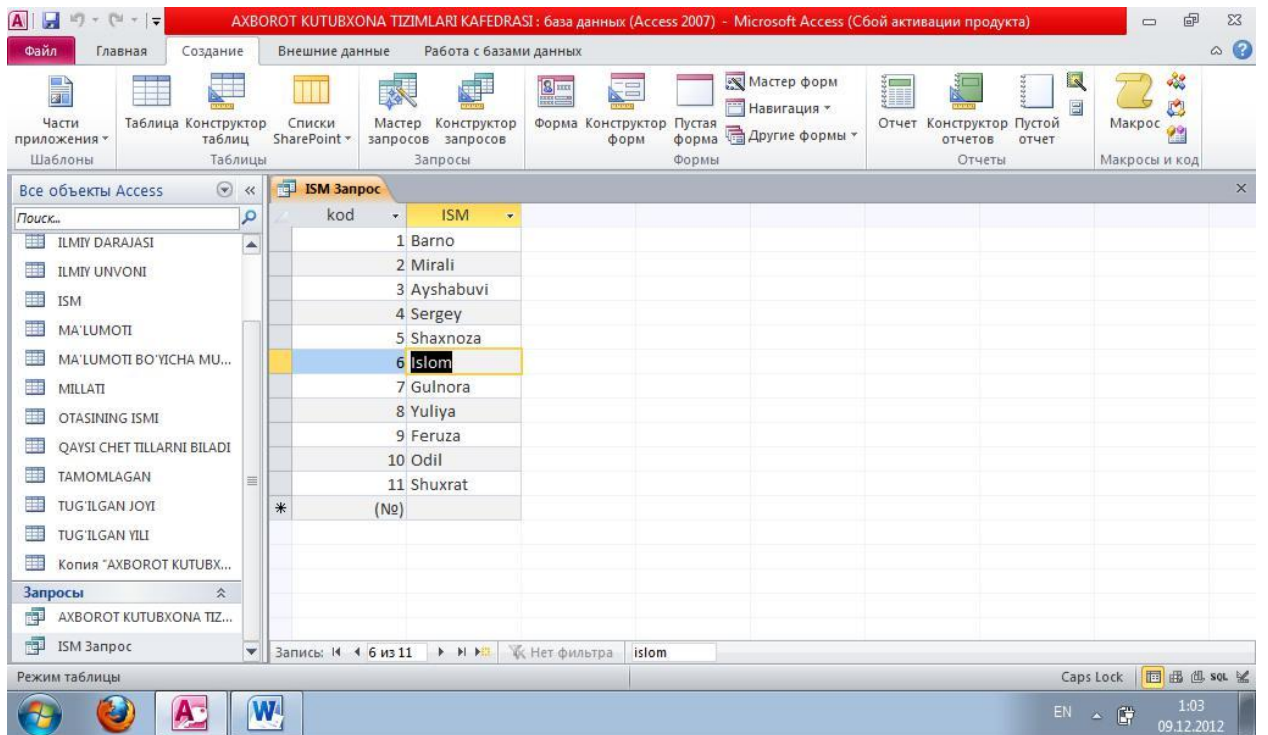 AXBOROT KUTUBXONA TIZIMLARI KAFEDRASI : база данных (Access 2007) - Microsoft Access (Сбой активации продукта)
Файл Главная Создание Внешние данные Работа с базами данных
Части приложения Таблица Конструктор таблиц Списки SharePoint Мастер запросов Конструктор запросов Форма Конструктор форм Пустая форма Мастер форм Навигация Другие формы Отчет Конструктор отчетов Пустой отчет Макрос
Шаблоны Таблицы Запросы Формы Отчеты Макросы и код
Все объекты Access
Поиск...
ILMIY DARAJASI
ILMIY UNVONI
ISM
MA'LUMOTI
MA'LUMOTI BO'YICHA MU...
MILLATI
OTASINING ISMI
QAYSI CHET TILLARNI BILADI
TAMOMLAGAN
TUG'ILGAN JOYI
TUG'ILGAN YILI
Копия "AXBOROT KUTUBX...
Запросы
AXBOROT KUTUBXONA TIZ...
ISM Запрос
ISM Запрос
kod ISM
1 Barno
2 Mirali
3 Ayshabuvi
4 Sergey
5 Shaxnoza
6 Islom
7 Gulnora
8 Yuliya
9 Feruza
10 Odil
11 Shuxrat
(№)
Запись: 6 из 11 Нет фильтра islom
Режим таблицы Caps Lock SQL
EN 1:03
09.12.2012